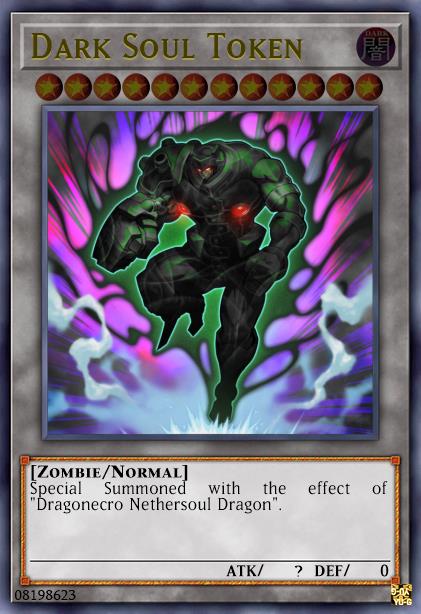 DARK SOUL TOKEN
DARK
闇
[ZOMBIE/NORMAL]
Special Summoned with the effect of
"Dragonecro Nethersoul Dragon".
ATK/ ? DEF/ 0
08198623